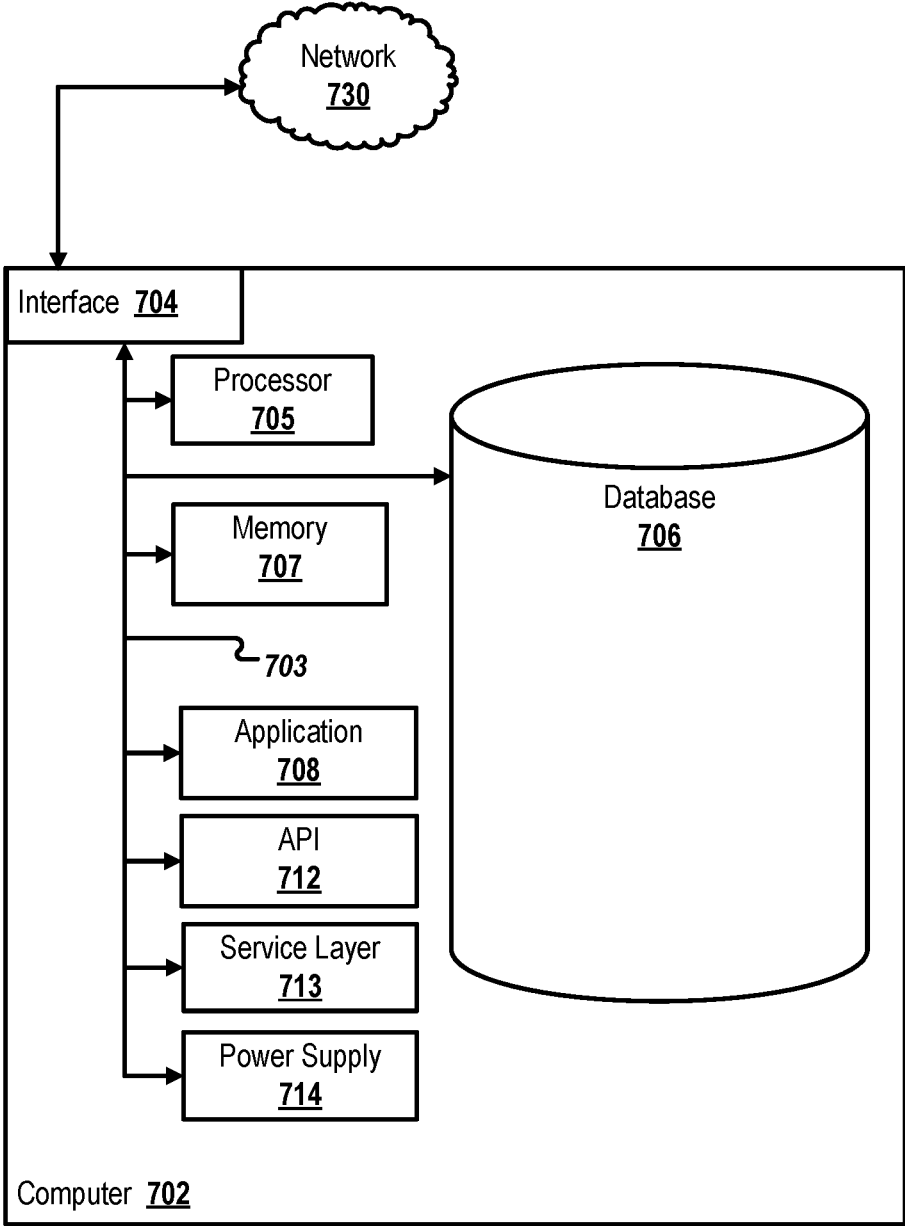 Network
730
Interface 704
Processor
705
Database
706
Memory
707
703
Application
708
API
712
Service Layer
713
Power Supply
714
Computer 702